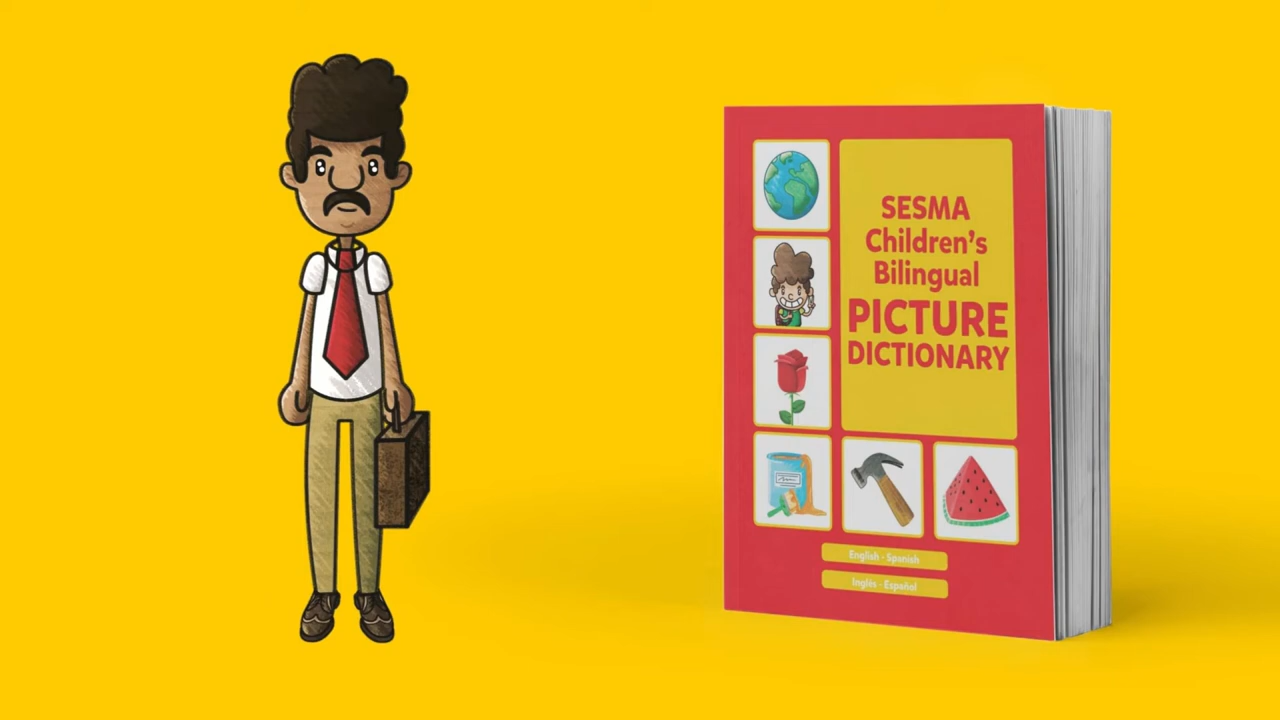 SESMA
Children's
Bilingual
PICTURE
DICTIONARY
English - Spanish
Inglés - Español